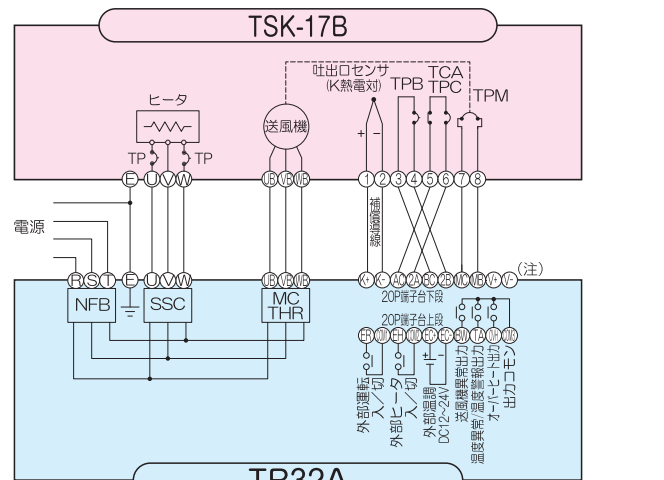 TSK-17B
吐出口センサ
(K熱電対)
TPB
TCA
TPC
TPM
ヒータ
送風機
+ −
TP TP
E U V W UB VB WB 1 2 3 4 5 6 7 8
電源
補償導線
(注)
R S T E U V W UB VB WB K+ K- AC 2A BC 2B MC MB V+ V-
20P端子台下段
NFB SSC MC
THR
20P端子台上段
ER COM1 EH COM2 EC+ EC- BW TA OVH COM3
+ −
外部運転
入/切
外部ヒータ
入/切
外部温調
DC12~24V
送風機異常出力
温度異常/温度警報出力
オーバーヒート出力
出力コモン
TR32A